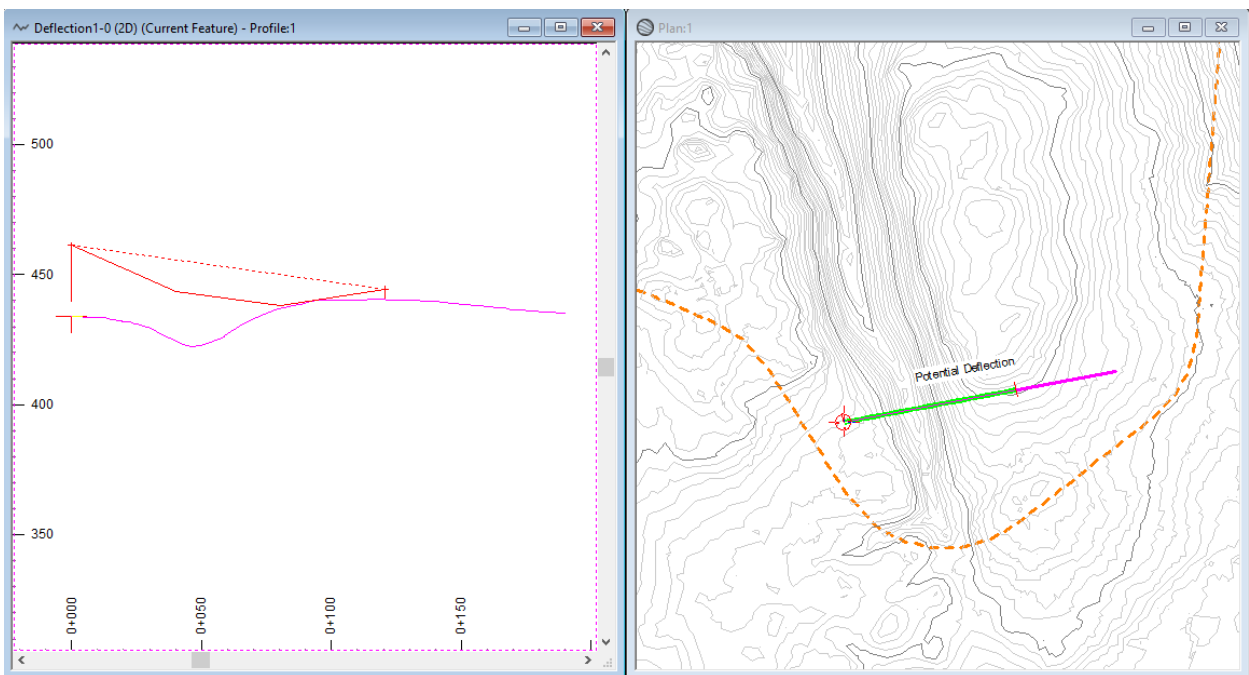 Deflection1-0 (2D) (Current Feature) - Profile:1
500
450
400
350
0+000
0+050
0+100
0+150
Plan:1
Potential Deflection